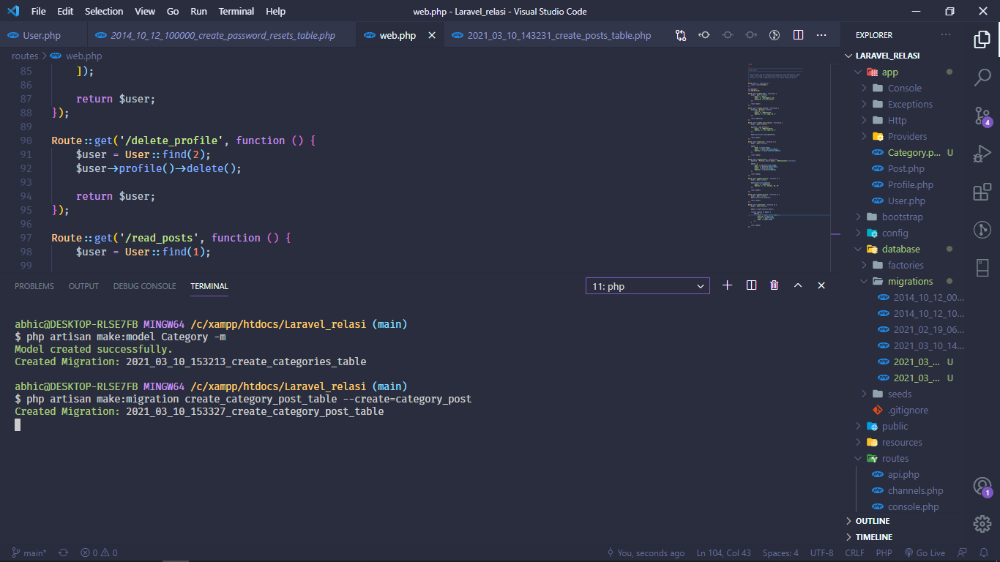 File Edit Selection View Go Run Terminal Help
web.php - Laravel_relasi - Visual Studio Code
User.php
2014_10_12_100000_create_password_resets_table.php
web.php
2021_03_10_143231_create_posts_table.php
routes > web.php
85 ]);
86
87 return $user;
88 });
89
90 Route::get('/delete_profile', function () {
91 $user = User::find(2);
92 $user->profile()->delete();
93
94 return $user;
95 });
96
97 Route::get('/read_posts', function () {
98 $user = User::find(1);
99
PROBLEMS OUTPUT DEBUG CONSOLE TERMINAL
11: php
abhic@DESKTOP-RLSE7FB MINGW64 /c/xampp/htdocs/Laravel_relasi (main)
$ php artisan make:model Category -m
Model created successfully.
Created Migration: 2021_03_10_153213_create_categories_table
abhic@DESKTOP-RLSE7FB MINGW64 /c/xampp/htdocs/Laravel_relasi (main)
$ php artisan make:migration create_category_post_table --create=category_post
Created Migration: 2021_03_10_153327_create_category_post_table
EXPLORER
LARAVEL_RELASI
app
Console
Exceptions
Http
Providers
Category.p... U
Post.php
Profile.php
User.php
bootstrap
config
database
factories
migrations
2014_10_12_00...
2014_10_12_10...
2021_02_19_06...
2021_03_10_14...
2021_03_... U
2021_03_... U
seeds
.gitignore
public
resources
routes
api.php
channels.php
console.php
OUTLINE
TIMELINE
4
1
main* 0 0
You, seconds ago Ln 104, Col 43 Spaces: 4 UTF-8 CRLF PHP Go Live